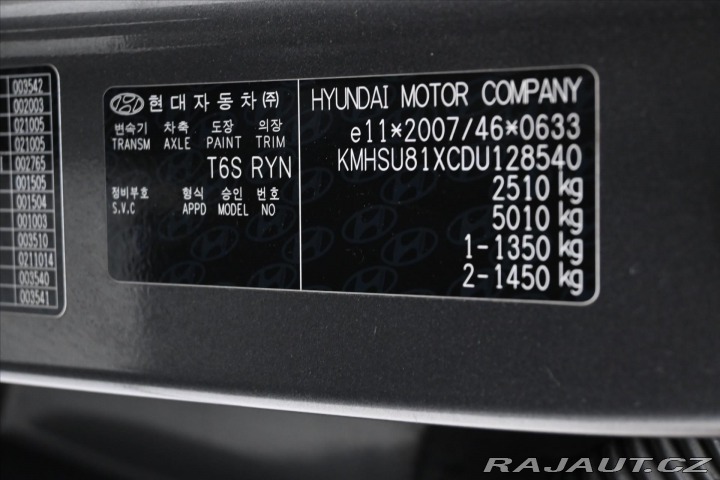 003542
002003
021005
021005
002765
001505
001504
001003
003510
0211014
003540
003541
현대자동차㈜
변속기 차축 도장 의장
TRANSM AXLE PAINT TRIM
T6S RYN
정비부호 형식 승인 번호
S.V.C APPD MODEL NO
HYUNDAI MOTOR COMPANY
e11*2007/46*0633
KMHSU81XCDU128540
2510 kg
5010 kg
1-1350 kg
2-1450 kg
RAJAUT.CZ